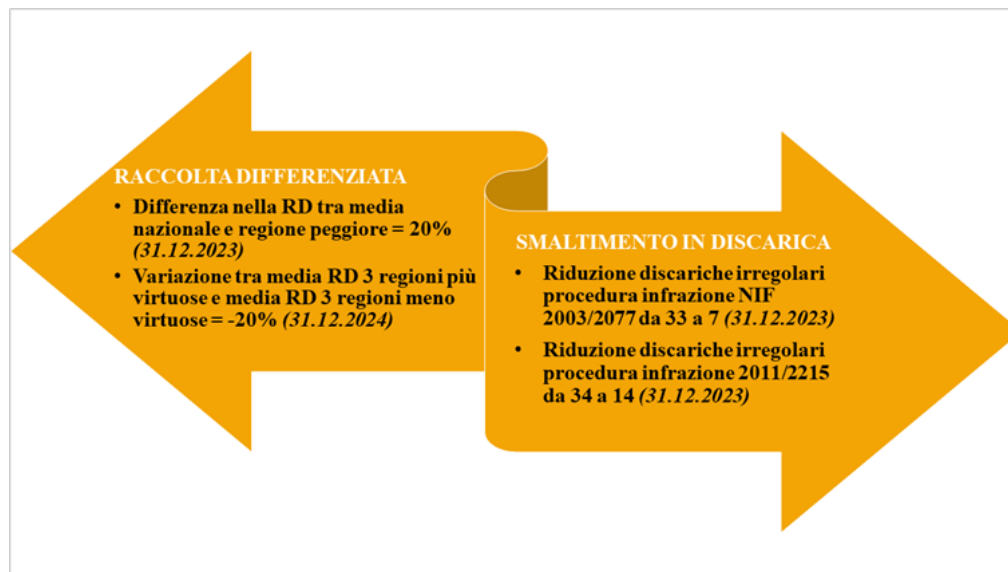 RACCOLTA DIFFERENZIATA
• Differenza nella RD tra media
nazionale e regione peggiore = 20%
(31.12.2023)
• Variazione tra media RD 3 regioni più
virtuose e media RD 3 regioni meno
virtuose = -20% (31.12.2024)
SMALTIMENTO IN DISCARICA
• Riduzione discariche irregolari
procedura infrazione NIF
2003/2077 da 33 a 7 (31.12.2023)
• Riduzione discariche irregolari
procedura infrazione 2011/2215
da 34 a 14 (31.12.2023)